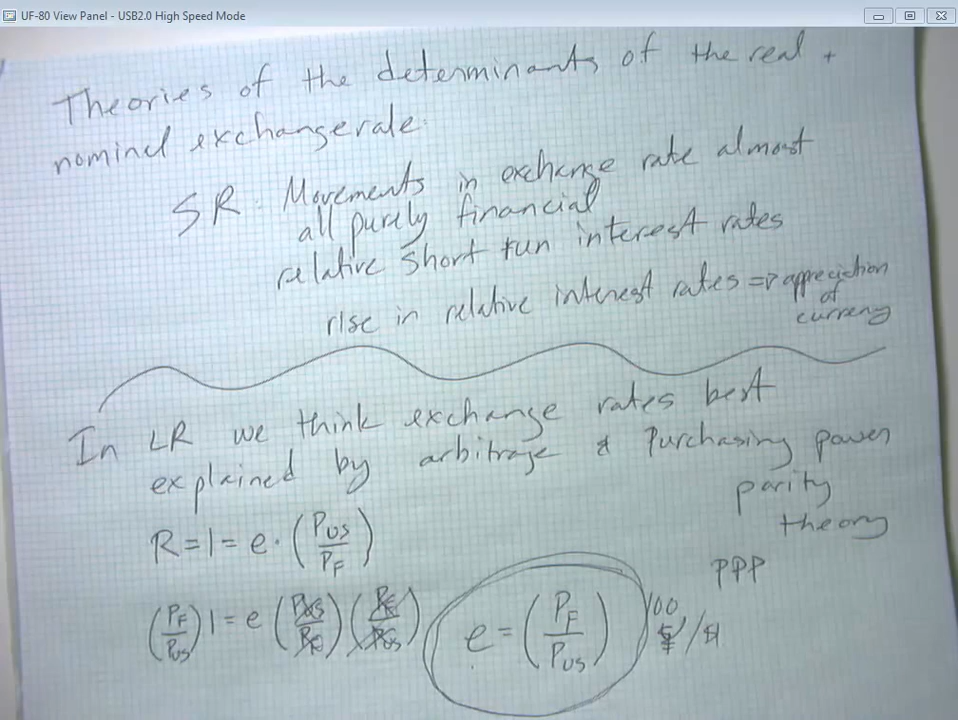 UF-80 View Panel - USB2.0 High Speed Mode
Theories of the determinants of the real +
nominal exchange rate.
SR: Movements in exchange rate almost
all purely financial
relative short run interest rates
rise in relative interest rates => appreciation
of
currency
In LR we think exchange rates best
explained by arbitrage & Purchasing power
parity
theory
PPP
R = 1 = e · (P_US / P_F)
(P_F / P_US) 1 = e (P_US / P_F) (P_F / P_US)
e = (P_F / P_US)
100 ¥ / $1